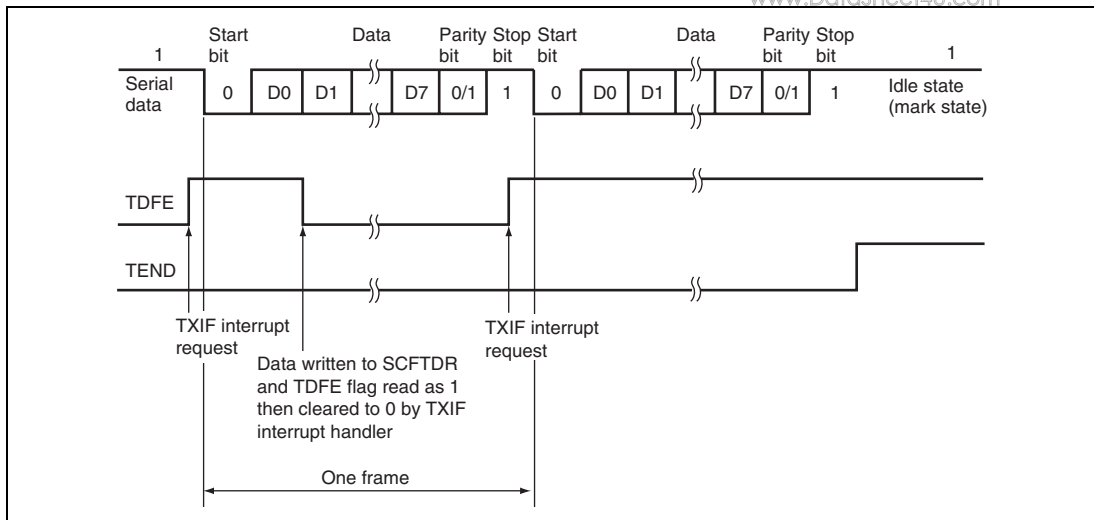 www.DataSheet4U.com
Start bit Data Parity bit Stop bit Start bit Data Parity bit Stop bit
1 1
Serial data 0 D0 D1 D7 0/1 1 0 D0 D1 D7 0/1 1 Idle state (mark state)
TDFE
TEND
TXIF interrupt request
Data written to SCFTDR
and TDFE flag read as 1
then cleared to 0 by TXIF
interrupt handler
TXIF interrupt request
One frame